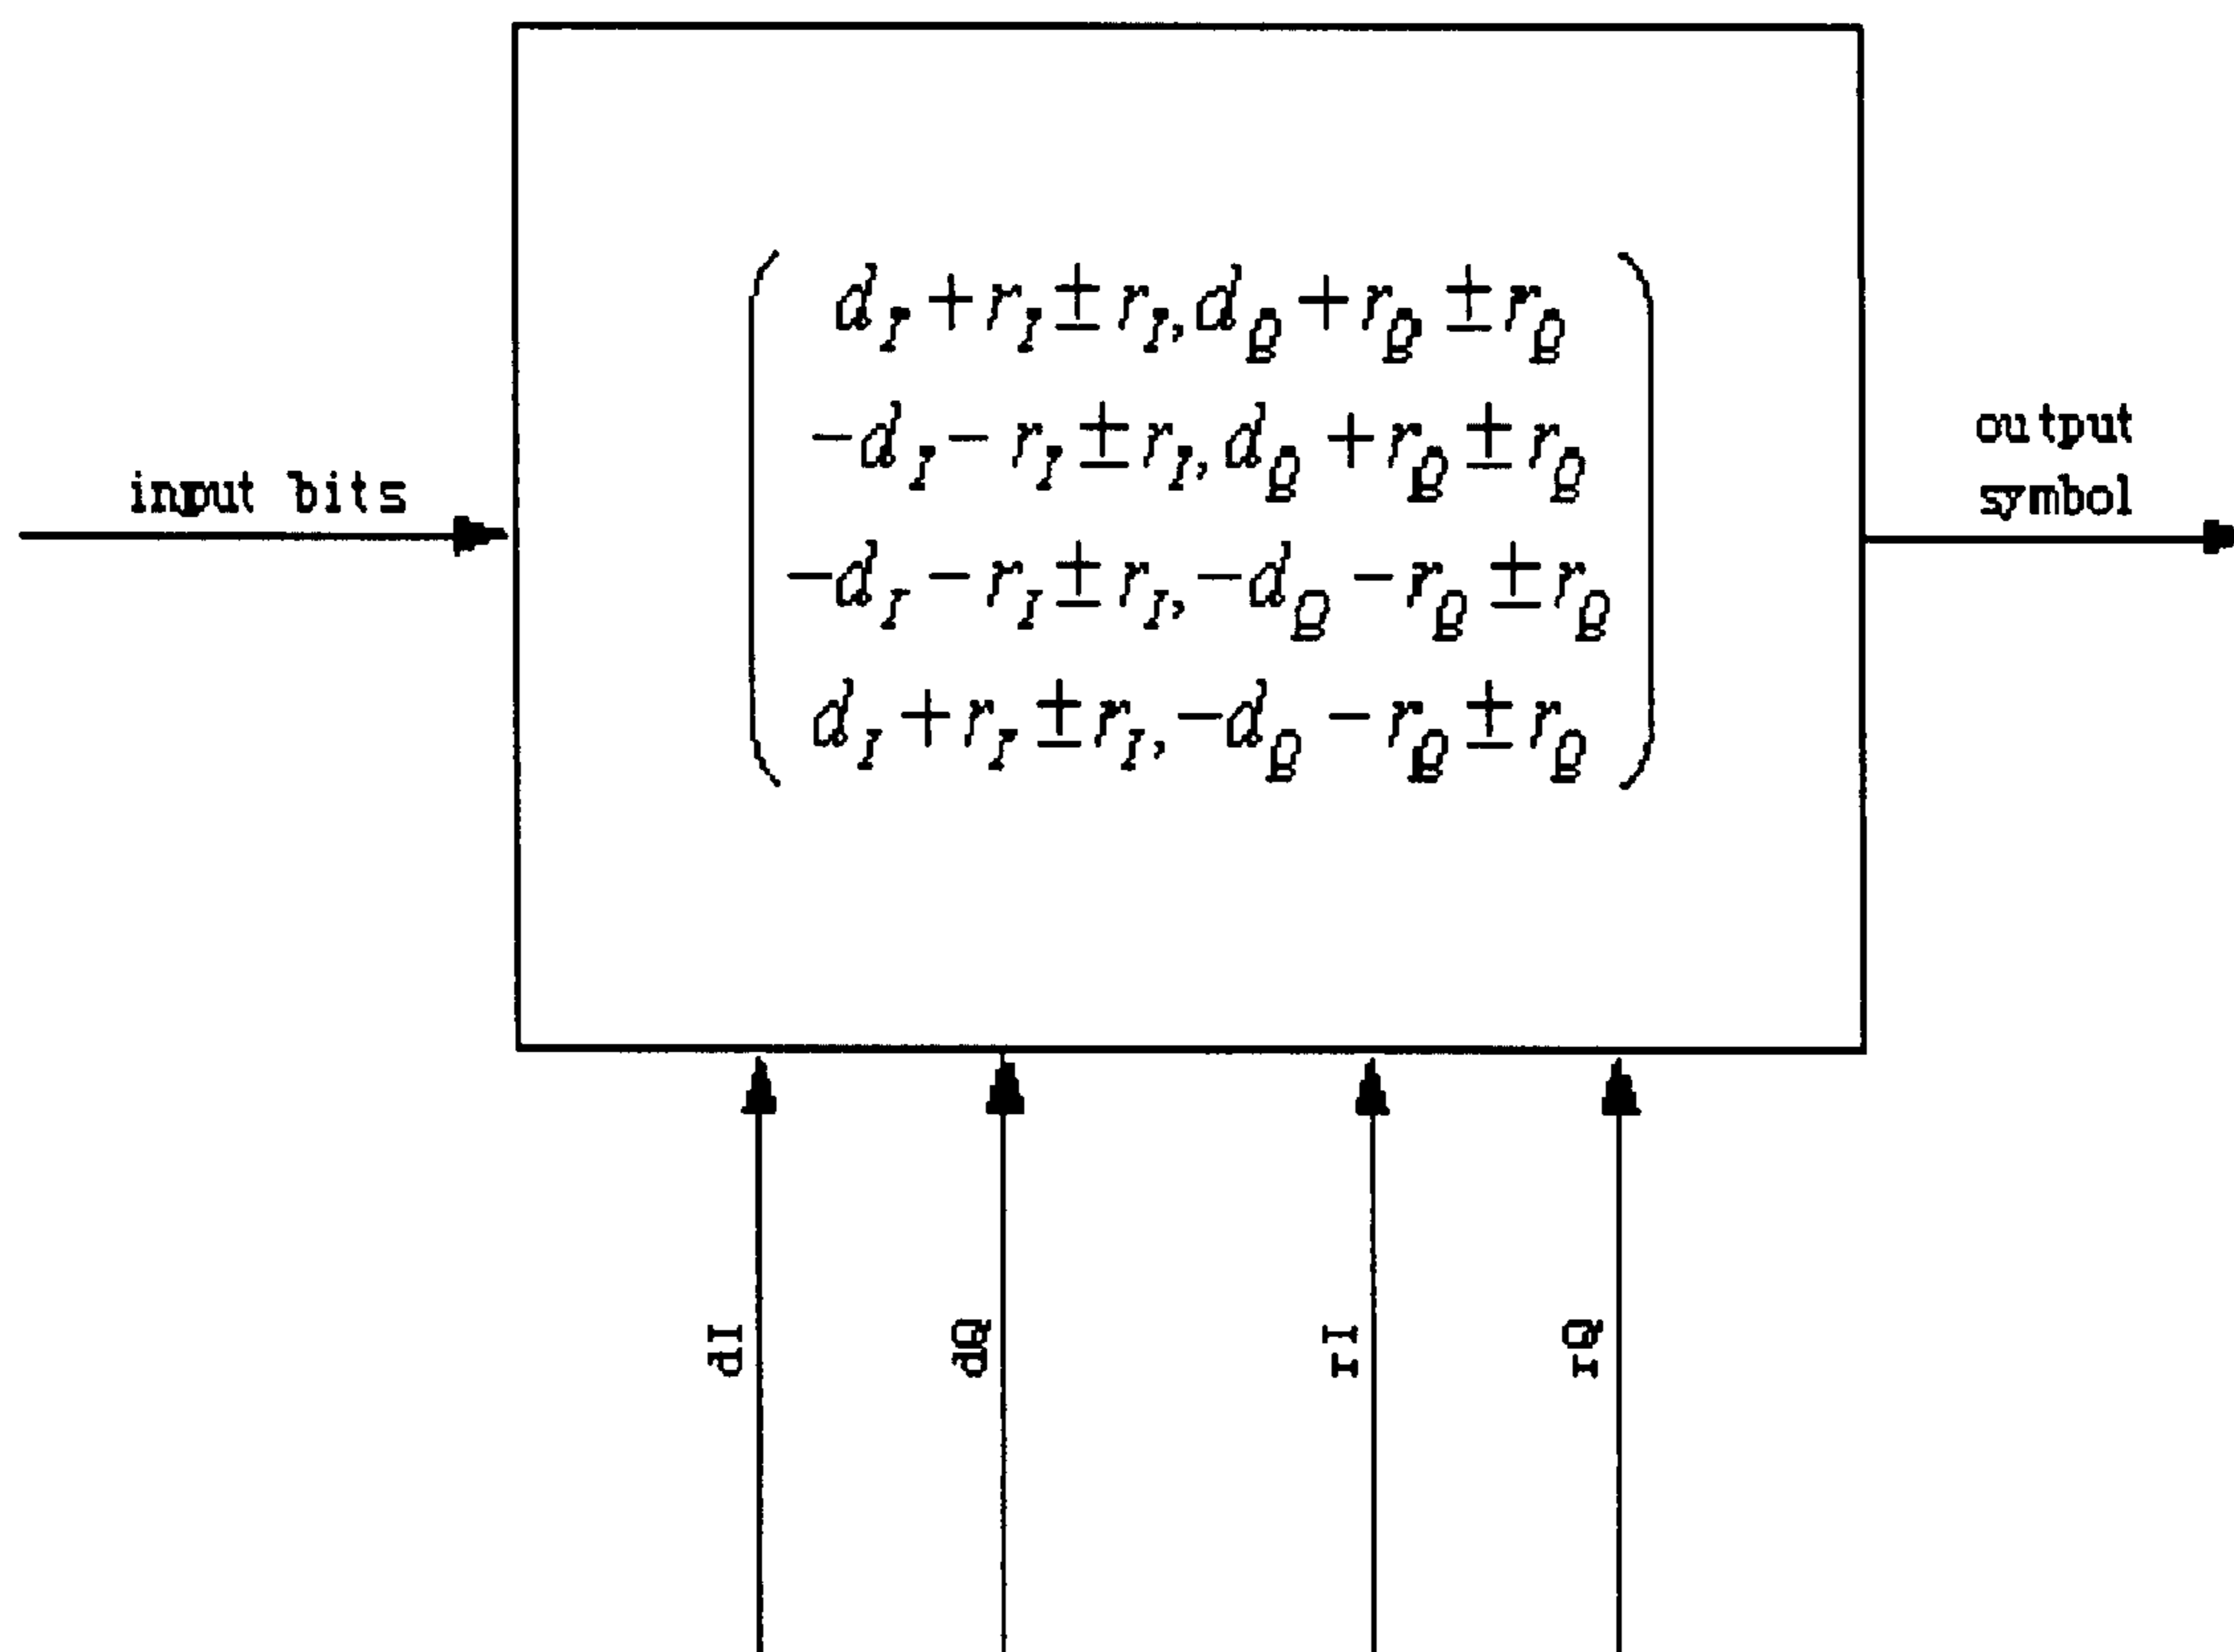 d_I + r_I ± r_I, d_Q + r_Q ± r_Q
-d_I - r_I ± r_I, d_Q + r_Q ± r_Q
-d_I - r_I ± r_I, -d_Q - r_Q ± r_Q
d_I + r_I ± r_I, -d_Q - r_Q ± r_Q
input bits
output
symbol
dI
dQ
rI
rQ